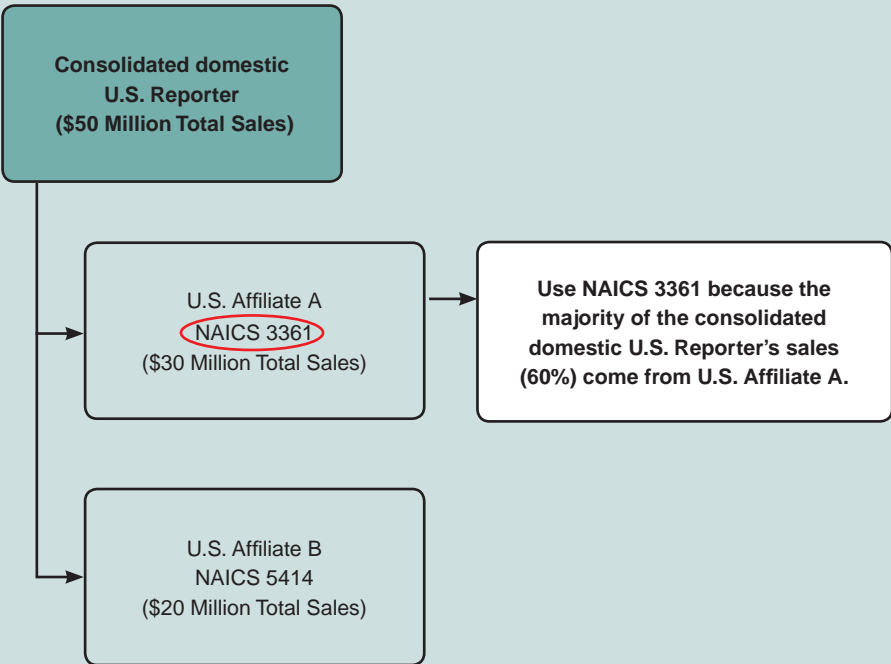 Consolidated domestic
U.S. Reporter
($50 Million Total Sales)
U.S. Affiliate A
NAICS 3361
($30 Million Total Sales)
Use NAICS 3361 because the
majority of the consolidated
domestic U.S. Reporter’s sales
(60%) come from U.S. Affiliate A.
U.S. Affiliate B
NAICS 5414
($20 Million Total Sales)